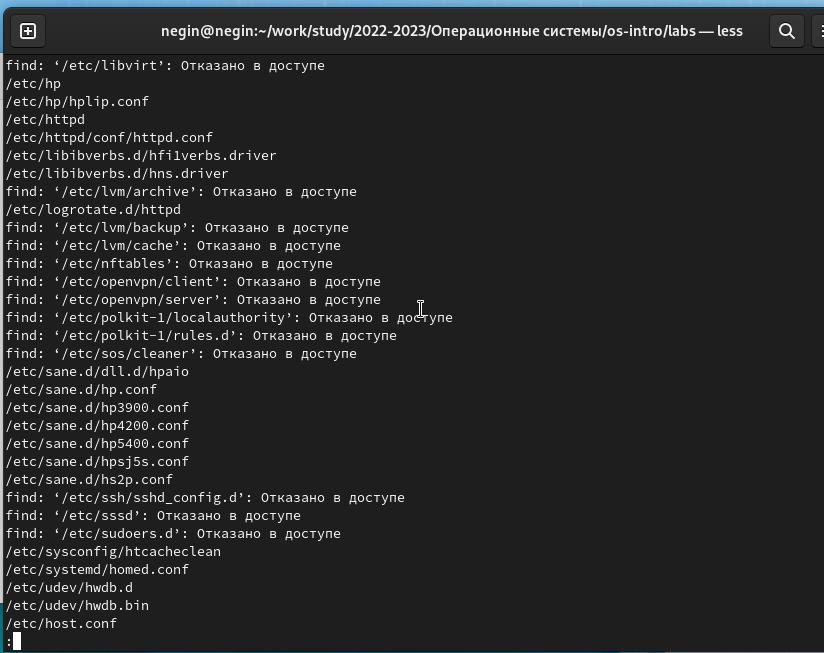 negin@negin:~/work/study/2022-2023/Операционные системы/os-intro/labs — less
find: ‘/etc/libvirt’: Отказано в доступе
/etc/hp
/etc/hp/hplip.conf
/etc/httpd
/etc/httpd/conf/httpd.conf
/etc/libibverbs.d/hfi1verbs.driver
/etc/libibverbs.d/hns.driver
find: ‘/etc/lvm/archive’: Отказано в доступе
/etc/logrotate.d/httpd
find: ‘/etc/lvm/backup’: Отказано в доступе
find: ‘/etc/lvm/cache’: Отказано в доступе
find: ‘/etc/nftables’: Отказано в доступе
find: ‘/etc/openvpn/client’: Отказано в доступе
find: ‘/etc/openvpn/server’: Отказано в доступе
find: ‘/etc/polkit-1/localauthority’: Отказано в доступе
find: ‘/etc/polkit-1/rules.d’: Отказано в доступе
find: ‘/etc/sos/cleaner’: Отказано в доступе
/etc/sane.d/dll.d/hpaio
/etc/sane.d/hp.conf
/etc/sane.d/hp3900.conf
/etc/sane.d/hp4200.conf
/etc/sane.d/hp5400.conf
/etc/sane.d/hpsj5s.conf
/etc/sane.d/hs2p.conf
find: ‘/etc/ssh/sshd_config.d’: Отказано в доступе
find: ‘/etc/sssd’: Отказано в доступе
find: ‘/etc/sudoers.d’: Отказано в доступе
/etc/sysconfig/htcacheclean
/etc/systemd/homed.conf
/etc/udev/hwdb.d
/etc/udev/hwdb.bin
/etc/host.conf
: